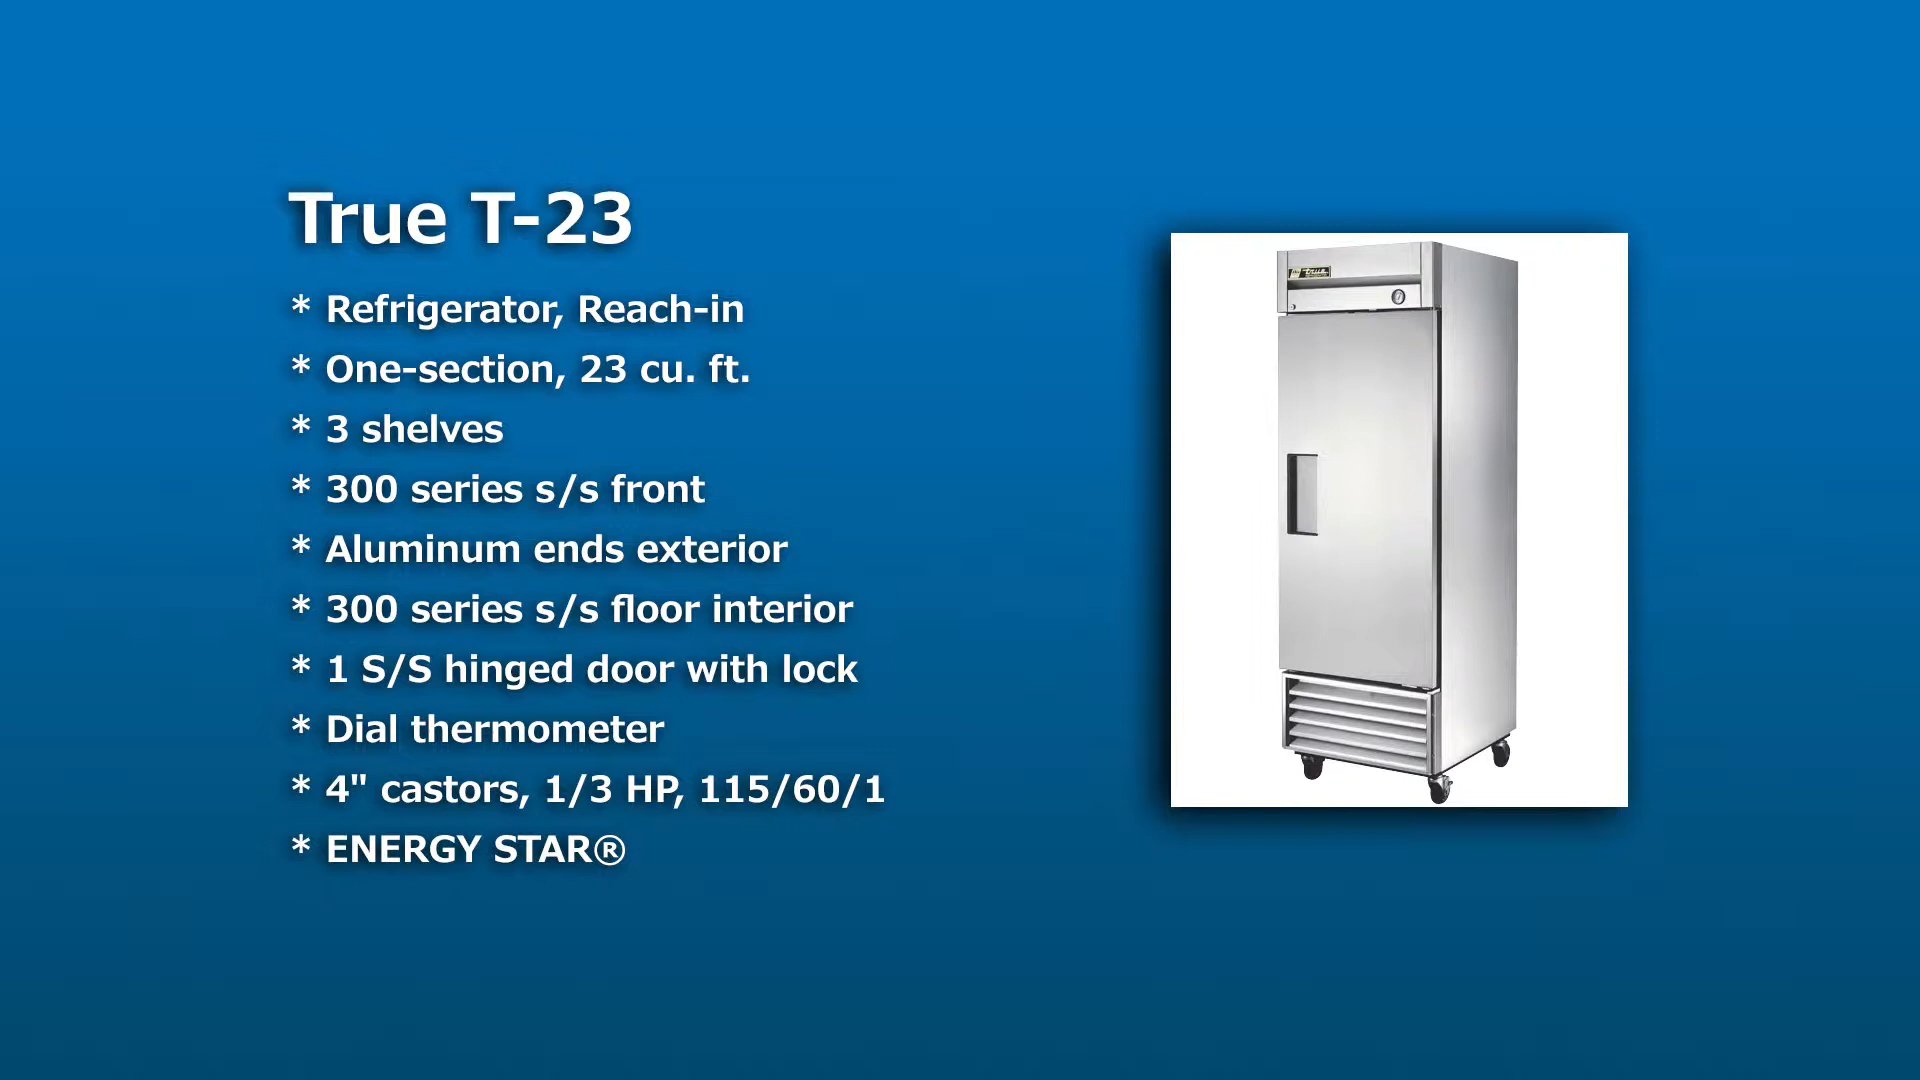 True T-23
* Refrigerator, Reach-in
* One-section, 23 cu. ft.
* 3 shelves
* 300 series s/s front
* Aluminum ends exterior
* 300 series s/s floor interior
* 1 S/S hinged door with lock
* Dial thermometer
* 4" castors, 1/3 HP, 115/60/1
* ENERGY STAR®
true